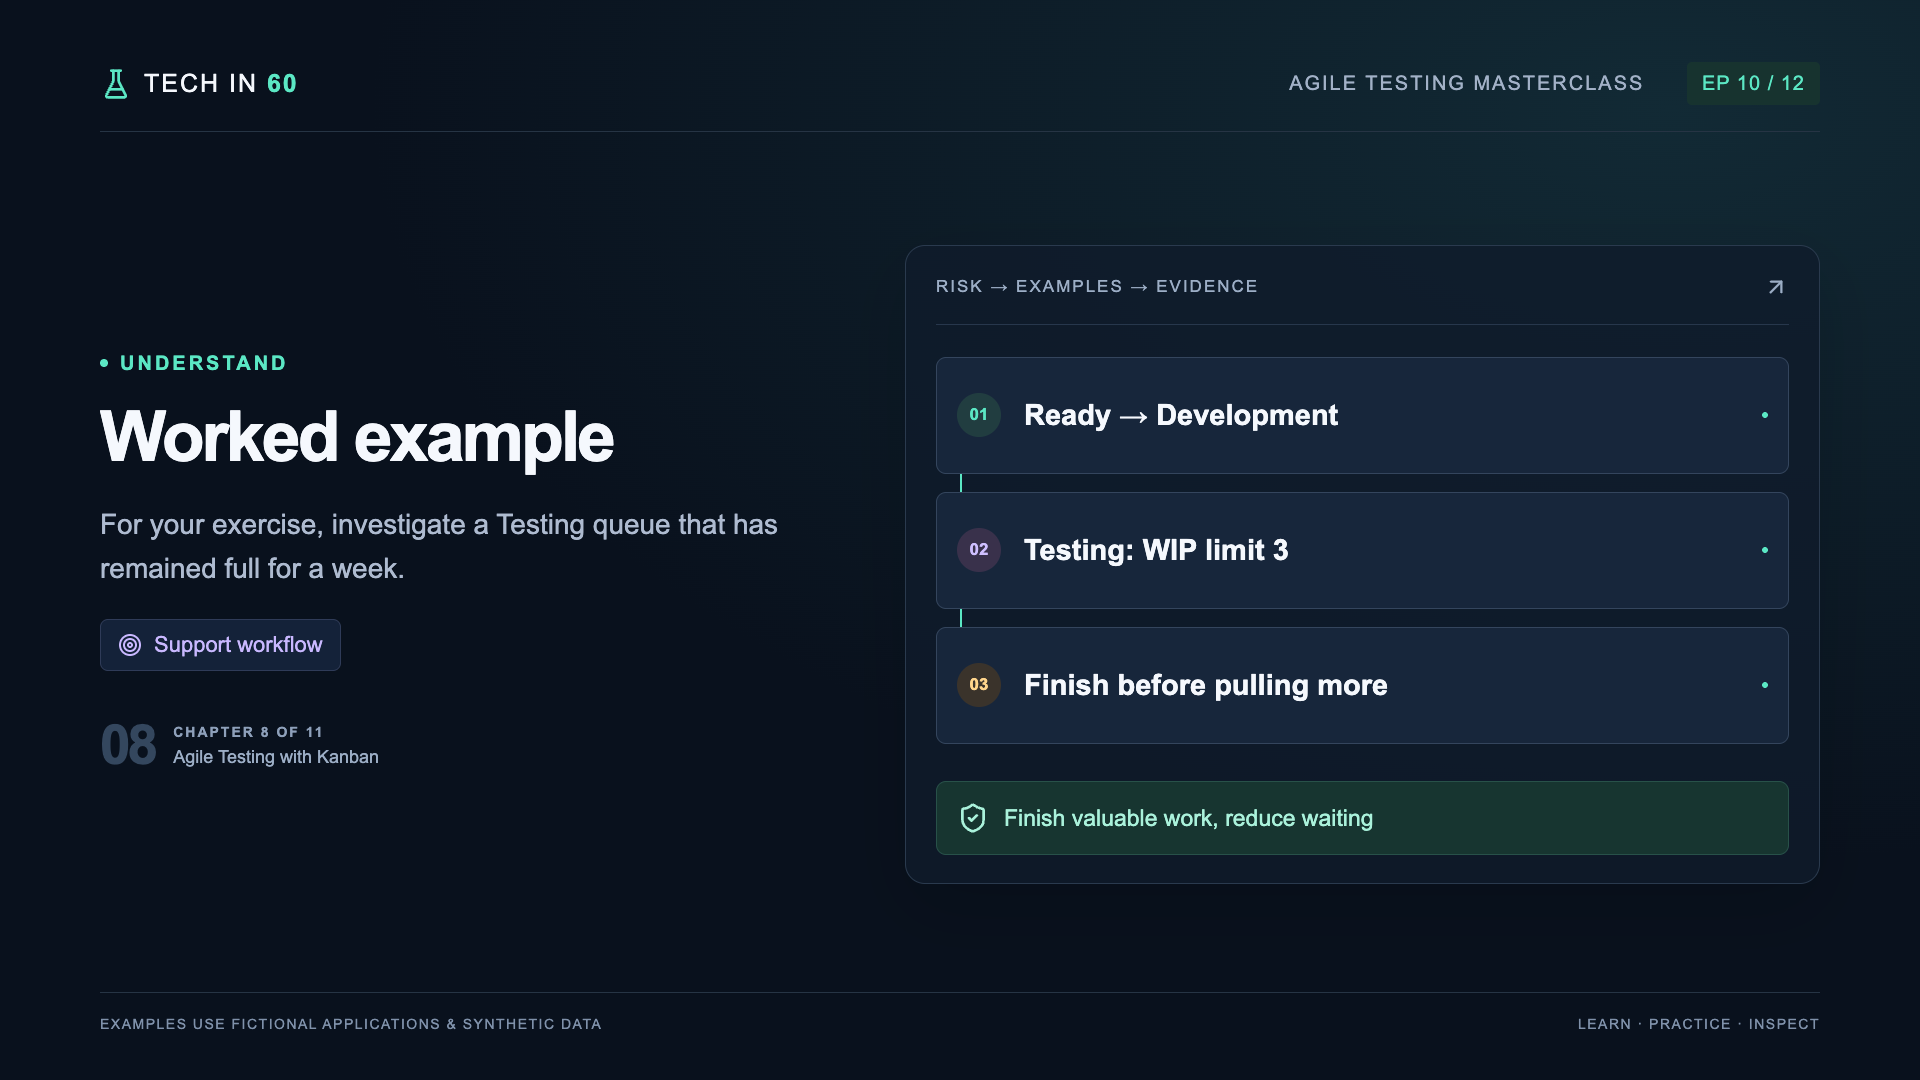 TECH IN 60
AGILE TESTING MASTERCLASS
EP 10 / 12
UNDERSTAND
Worked example
For your exercise, investigate a Testing queue that has
remained full for a week.
Support workflow
08
CHAPTER 8 OF 11
Agile Testing with Kanban
RISK → EXAMPLES → EVIDENCE
01
Ready → Development
02
Testing: WIP limit 3
03
Finish before pulling more
Finish valuable work, reduce waiting
EXAMPLES USE FICTIONAL APPLICATIONS & SYNTHETIC DATA
LEARN · PRACTICE · INSPECT